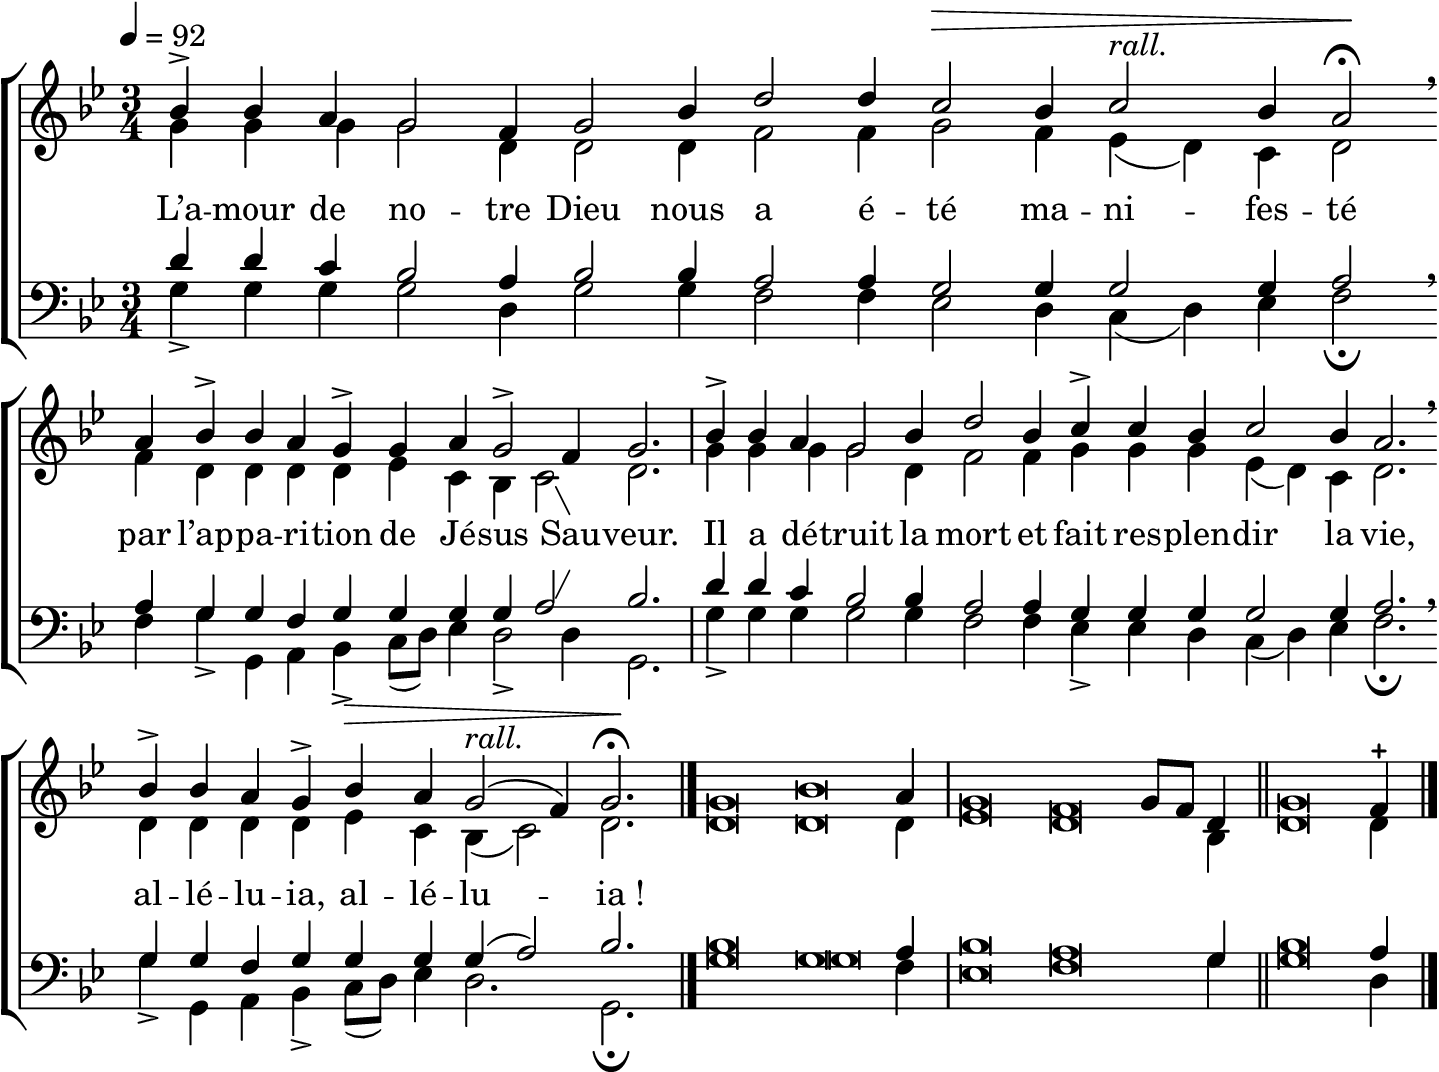 = 92
rall.
L’a - mour de no - tre Dieu nous a é - té ma - ni - fes - té
par l’appa - rition de Jésus Sauveur. Il a détruit la mort et fait resplendir la vie,
rall.
al - lé - lu - ia, al - lé - lu - ia !